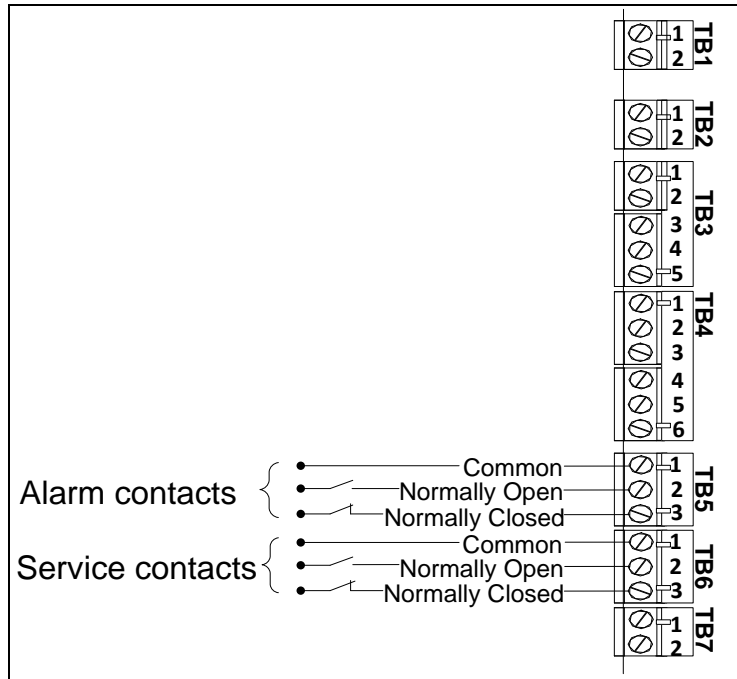 1 TB1
2
1 TB2
2
1 TB3
2
3
4
5
1 TB4
2
3
4
5
6
Alarm contacts
Common 1 TB5
Normally Open 2
Normally Closed 3
Service contacts
Common 1 TB6
Normally Open 2
Normally Closed 3
1 TB7
2